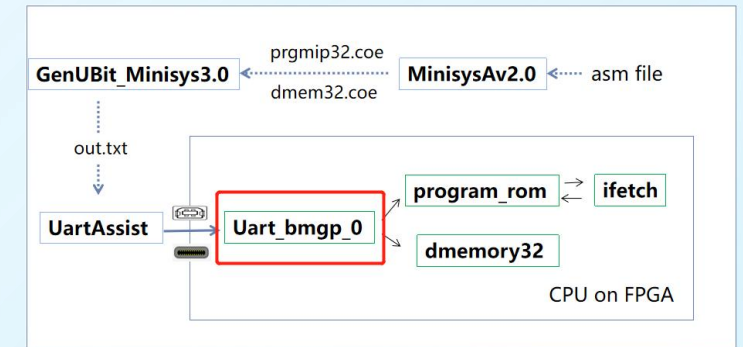 prgmip32.coe
GenUBit_Minisys3.0
MinisysAv2.0
asm file
dmem32.coe
out.txt
program_rom
ifetch
UartAssist
Uart_bmgp_0
dmemory32
CPU on FPGA